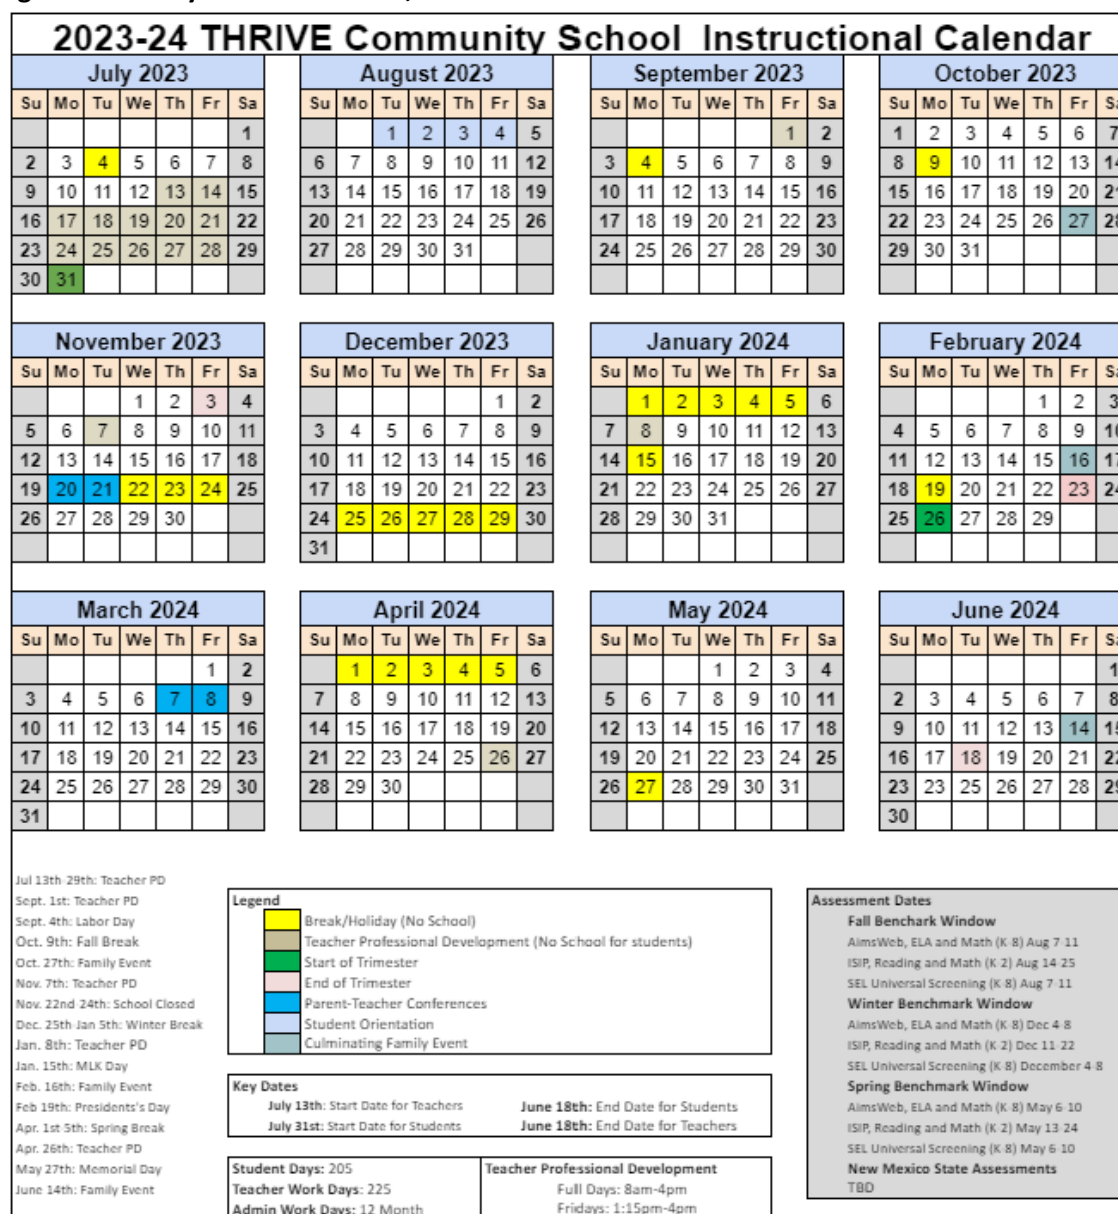 2023-24 THRIVE Community School Instructional Calendar
July 2023 August 2023 September 2023 October 2023
Su Mo Tu We Th Fr Sa Su Mo Tu We Th Fr Sa Su Mo Tu We Th Fr Sa Su Mo Tu We Th Fr Sa
1 1 2 3 4 5 1 2 1 2 3 4 5 6 7
2 3 4 5 6 7 8 6 7 8 9 10 11 12 3 4 5 6 7 8 9 8 9 10 11 12 13 14
9 10 11 12 13 14 15 13 14 15 16 17 18 19 10 11 12 13 14 15 16 15 16 17 18 19 20 21
16 17 18 19 20 21 22 20 21 22 23 24 25 26 17 18 19 20 21 22 23 22 23 24 25 26 27 28
23 24 25 26 27 28 29 27 28 29 30 31 24 25 26 27 28 29 30 29 30 31
30 31
November 2023 December 2023 January 2024 February 2024
Su Mo Tu We Th Fr Sa Su Mo Tu We Th Fr Sa Su Mo Tu We Th Fr Sa Su Mo Tu We Th Fr Sa
1 2 3 4 1 2 1 2 3 4 5 6 1 2 3
5 6 7 8 9 10 11 3 4 5 6 7 8 9 7 8 9 10 11 12 13 4 5 6 7 8 9 10
12 13 14 15 16 17 18 10 11 12 13 14 15 16 14 15 16 17 18 19 20 11 12 13 14 15 16 17
19 20 21 22 23 24 25 17 18 19 20 21 22 23 21 22 23 24 25 26 27 18 19 20 21 22 23 24
26 27 28 29 30 24 25 26 27 28 29 30 28 29 30 31 25 26 27 28 29
31
March 2024 April 2024 May 2024 June 2024
Su Mo Tu We Th Fr Sa Su Mo Tu We Th Fr Sa Su Mo Tu We Th Fr Sa Su Mo Tu We Th Fr Sa
1 2 1 2 3 4 5 6 1 2 3 4 1
3 4 5 6 7 8 9 7 8 9 10 11 12 13 5 6 7 8 9 10 11 2 3 4 5 6 7 8
10 11 12 13 14 15 16 14 15 16 17 18 19 20 12 13 14 15 16 17 18 9 10 11 12 13 14 15
17 18 19 20 21 22 23 21 22 23 24 25 26 27 19 20 21 22 23 24 25 16 17 18 19 20 21 22
24 25 26 27 28 29 30 28 29 30 26 27 28 29 30 31 23 23 25 26 27 28 29
31 30
Jul 13th-29th: Teacher PD
Sept. 1st: Teacher PD
Sept. 4th: Labor Day
Oct. 9th: Fall Break
Oct. 27th: Family Event
Nov. 7th: Teacher PD
Nov. 22nd-24th: School Closed
Dec. 25th-Jan 5th: Winter Break
Jan. 8th: Teacher PD
Jan. 15th: MLK Day
Feb. 16th: Family Event
Feb 19th: Presidents's Day
Apr. 1st-5th: Spring Break
Apr. 26th: Teacher PD
May 27th: Memorial Day
June 14th: Family Event
Legend
Break/Holiday (No School)
Teacher Professional Development (No School for students)
Start of Trimester
End of Trimester
Parent-Teacher Conferences
Student Orientation
Culminating Family Event
Key Dates
July 13th: Start Date for Teachers June 18th: End Date for Students
July 31st: Start Date for Students June 18th: End Date for Teachers
Student Days: 205
Teacher Work Days: 225
Admin Work Days: 12 Month
Teacher Professional Development
Full Days: 8am-4pm
Fridays: 1:15pm-4pm
Assessment Dates
Fall Benchark Window
AimsWeb, ELA and Math (K-8) Aug 7-11
ISIP, Reading and Math (K-2) Aug 14-25
SEL Universal Screening (K-8) Aug 7-11
Winter Benchmark Window
AimsWeb, ELA and Math (K-8) Dec 4-8
ISIP, Reading and Math (K-2) Dec 11-22
SEL Universal Screening (K-8) December 4-8
Spring Benchmark Window
AimsWeb, ELA and Math (K-8) May 6-10
ISIP, Reading and Math (K-2) May 13-24
SEL Universal Screening (K-8) May 6-10
New Mexico State Assessments
TBD